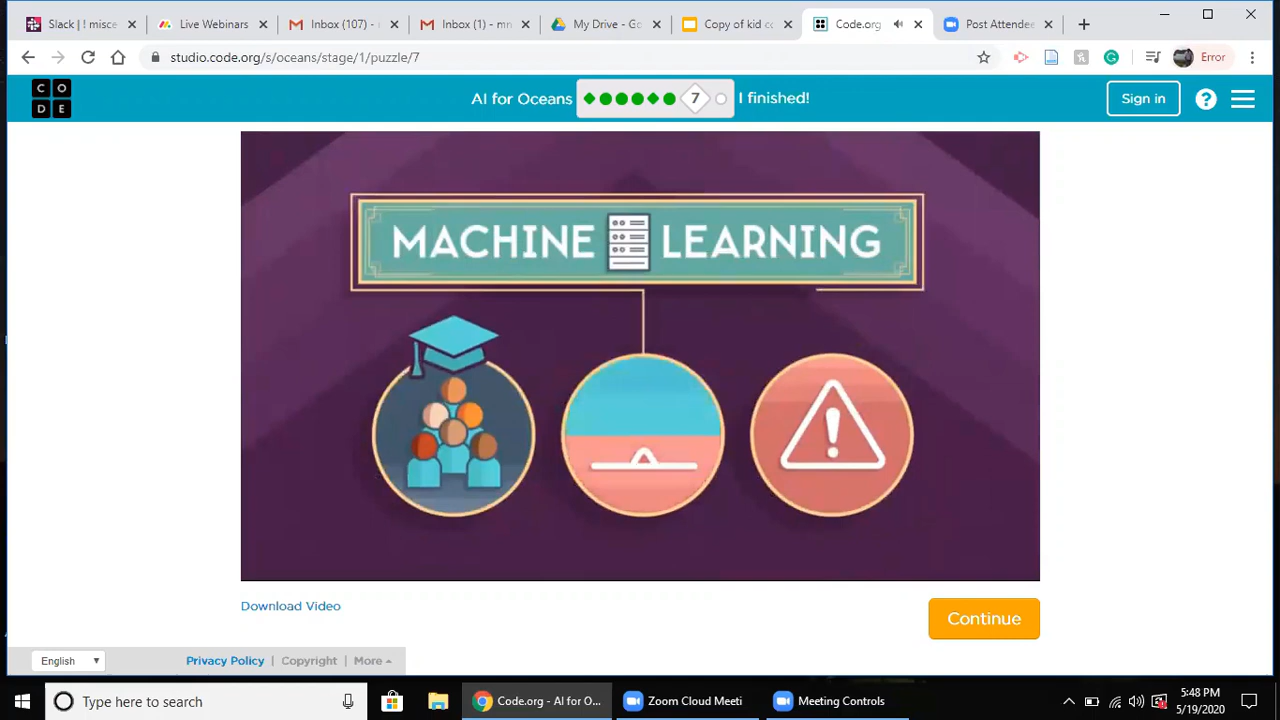 Slack | ! misce
Live Webinars
Inbox (107) -
Inbox (1) - mn
My Drive - Go
Copy of kid cc
Code.org
Post Attendee
studio.code.org/s/oceans/stage/1/puzzle/7
Error
CODE
AI for Oceans
7
I finished!
Sign in
?
MACHINE LEARNING
!
Download Video
Continue
English
Privacy Policy | Copyright | More
Type here to search
Code.org - AI for O...
Zoom Cloud Meeti
Meeting Controls
5:48 PM
5/19/2020